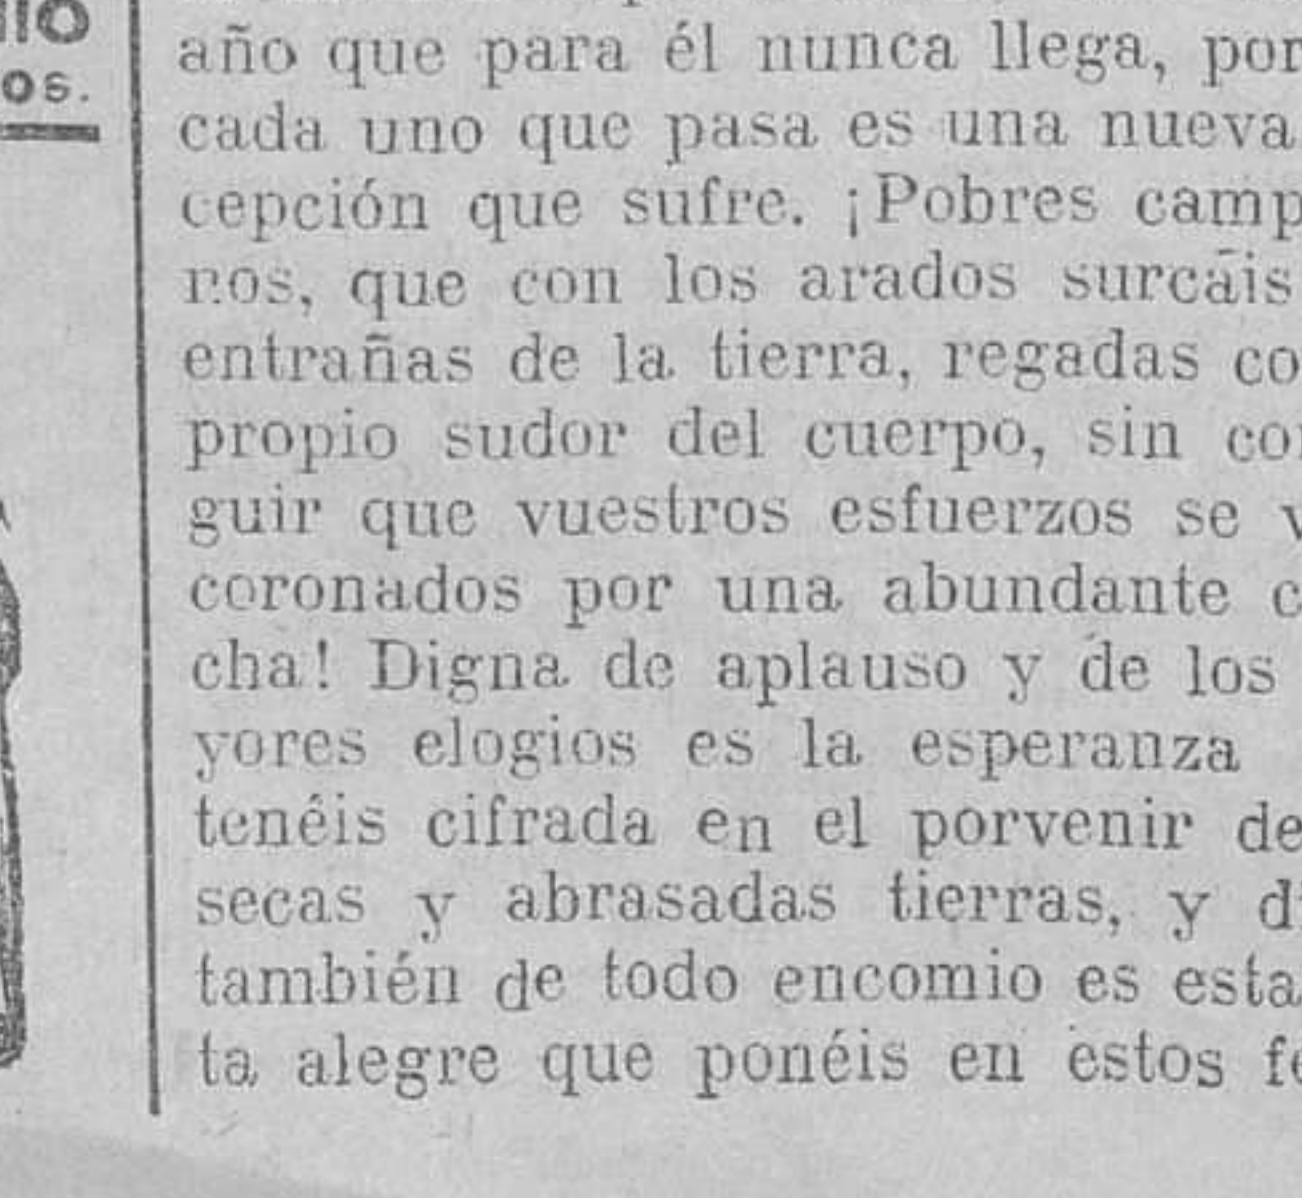 os.
año que para él nunca llega, por
cada uno que pasa es una nueva
cepción que sufre. ¡Pobres camp
nos, que con los arados surcáis
entrañas de la tierra, regadas co
propio sudor del cuerpo, sin con
guir que vuestros esfuerzos se v
coronados por una abundante c
cha! Digna de aplauso y de los
yores elogios es la esperanza
tenéis cifrada en el porvenir de
secas y abrasadas tierras, y di
también de todo encomio es esta
ta alegre que ponéis en estos fe